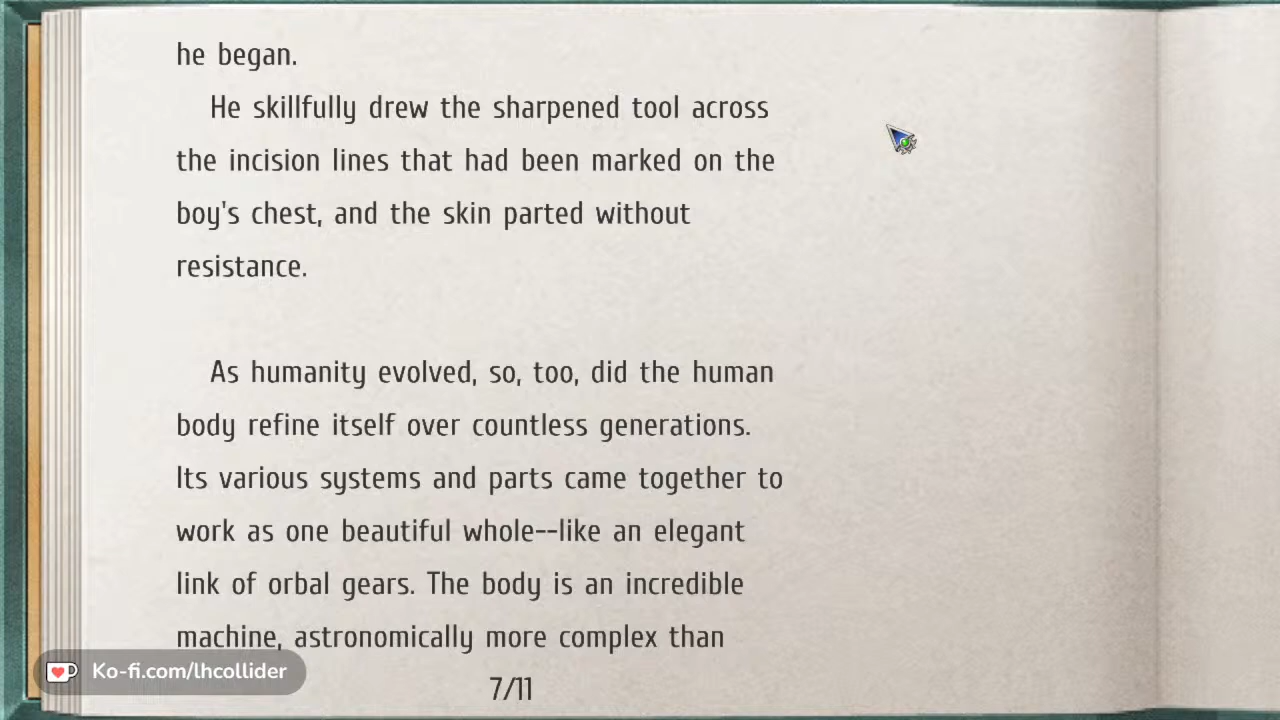 he began.
He skillfully drew the sharpened tool across
the incision lines that had been marked on the
boy's chest, and the skin parted without
resistance.
As humanity evolved, so, too, did the human
body refine itself over countless generations.
Its various systems and parts came together to
work as one beautiful whole--like an elegant
link of orbal gears. The body is an incredible
machine, astronomically more complex than
Ko-fi.com/lhcollider
7/11